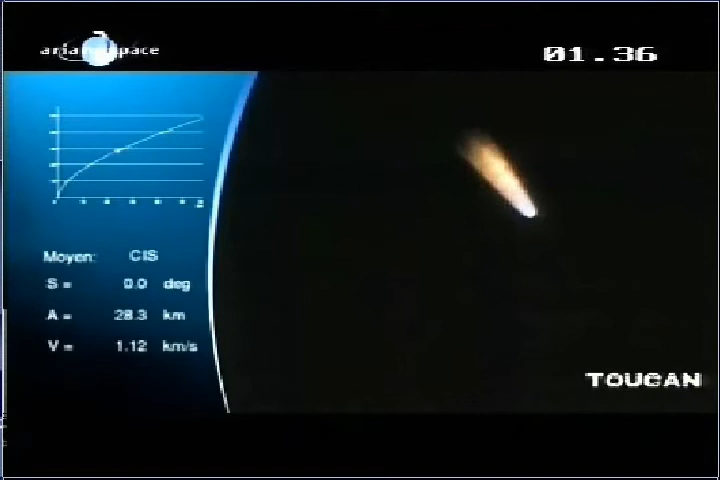 arianespace
01.36
Moyen: CIS
S = 0.0 deg
A = 28.3 km
V = 1.12 km/s
TOUCAN